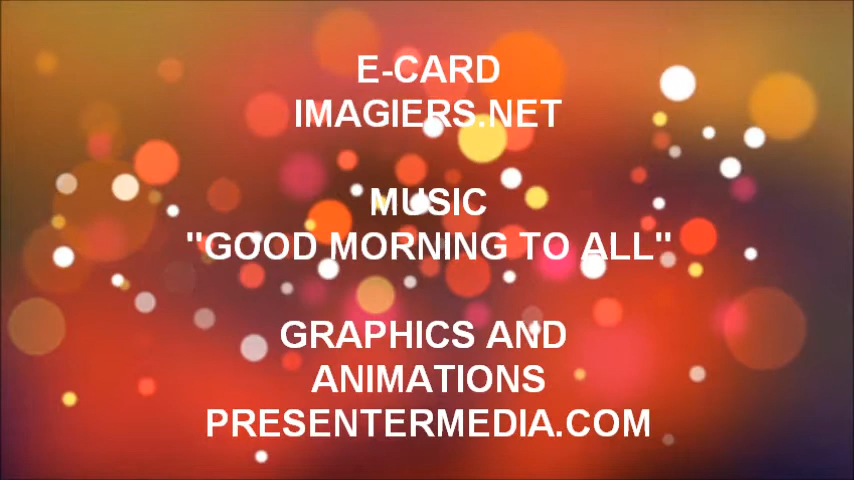 E-CARD
IMAGIERS.NET
MUSIC
"GOOD MORNING TO ALL"
GRAPHICS AND
ANIMATIONS
PRESENTERMEDIA.COM